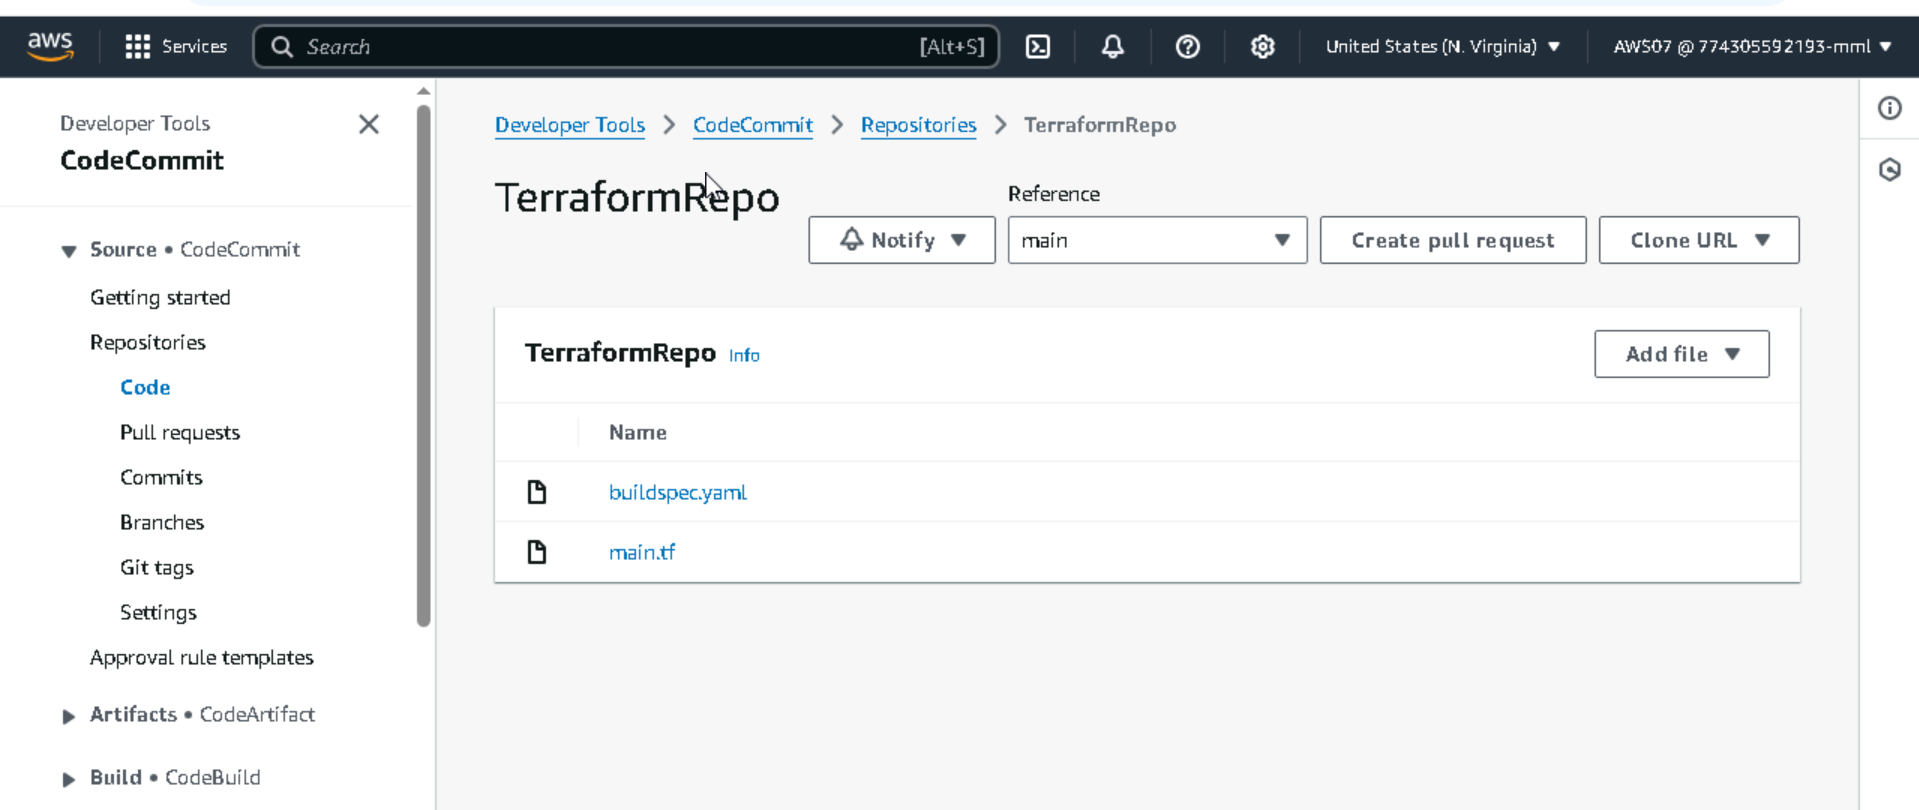 aws
Services
Search
[Alt+S]
United States (N. Virginia)
AWS07 @ 774305592193-mml
Developer Tools
CodeCommit
Source • CodeCommit
Getting started
Repositories
Code
Pull requests
Commits
Branches
Git tags
Settings
Approval rule templates
Artifacts • CodeArtifact
Build • CodeBuild
Developer Tools > CodeCommit > Repositories > TerraformRepo
TerraformRepo
Reference
Notify
main
Create pull request
Clone URL
TerraformRepo Info
Add file
Name
buildspec.yaml
main.tf